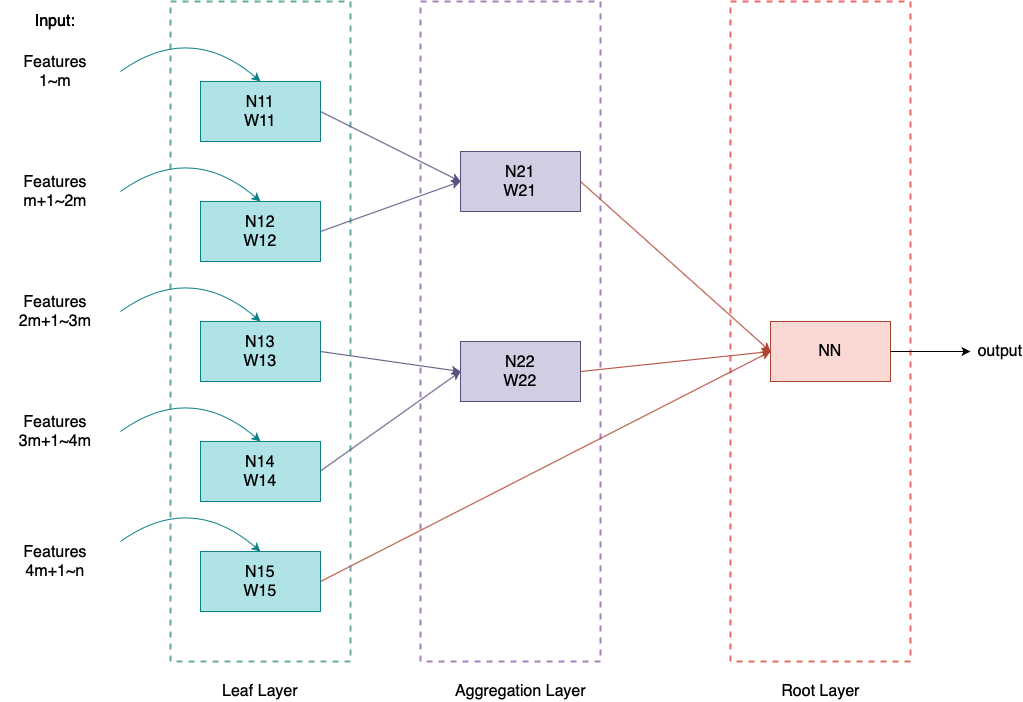 Input:
Features
1~m
N11
W11
Features
m+1~2m
N12
W12
Features
2m+1~3m
N13
W13
Features
3m+1~4m
N14
W14
Features
4m+1~n
N15
W15
N21
W21
N22
W22
NN
output
Leaf Layer
Aggregation Layer
Root Layer